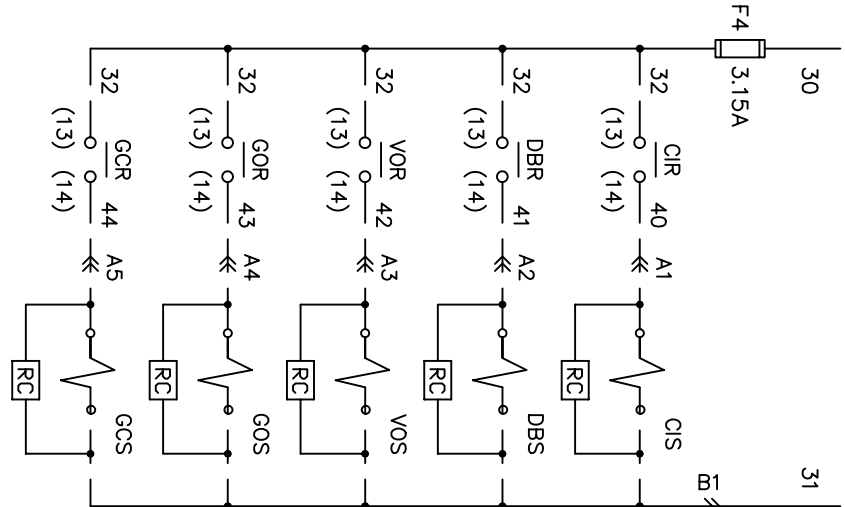 F4
3.15A
30
32
32
32
32
32
(13)
(13)
(13)
(13)
(13)
GCR
GOR
VOR
DBR
CIR
(14)
(14)
(14)
(14)
(14)
44
43
42
41
40
A5
A4
A3
A2
A1
RC
RC
RC
RC
RC
GCS
GOS
VOS
DBS
CIS
B1
31